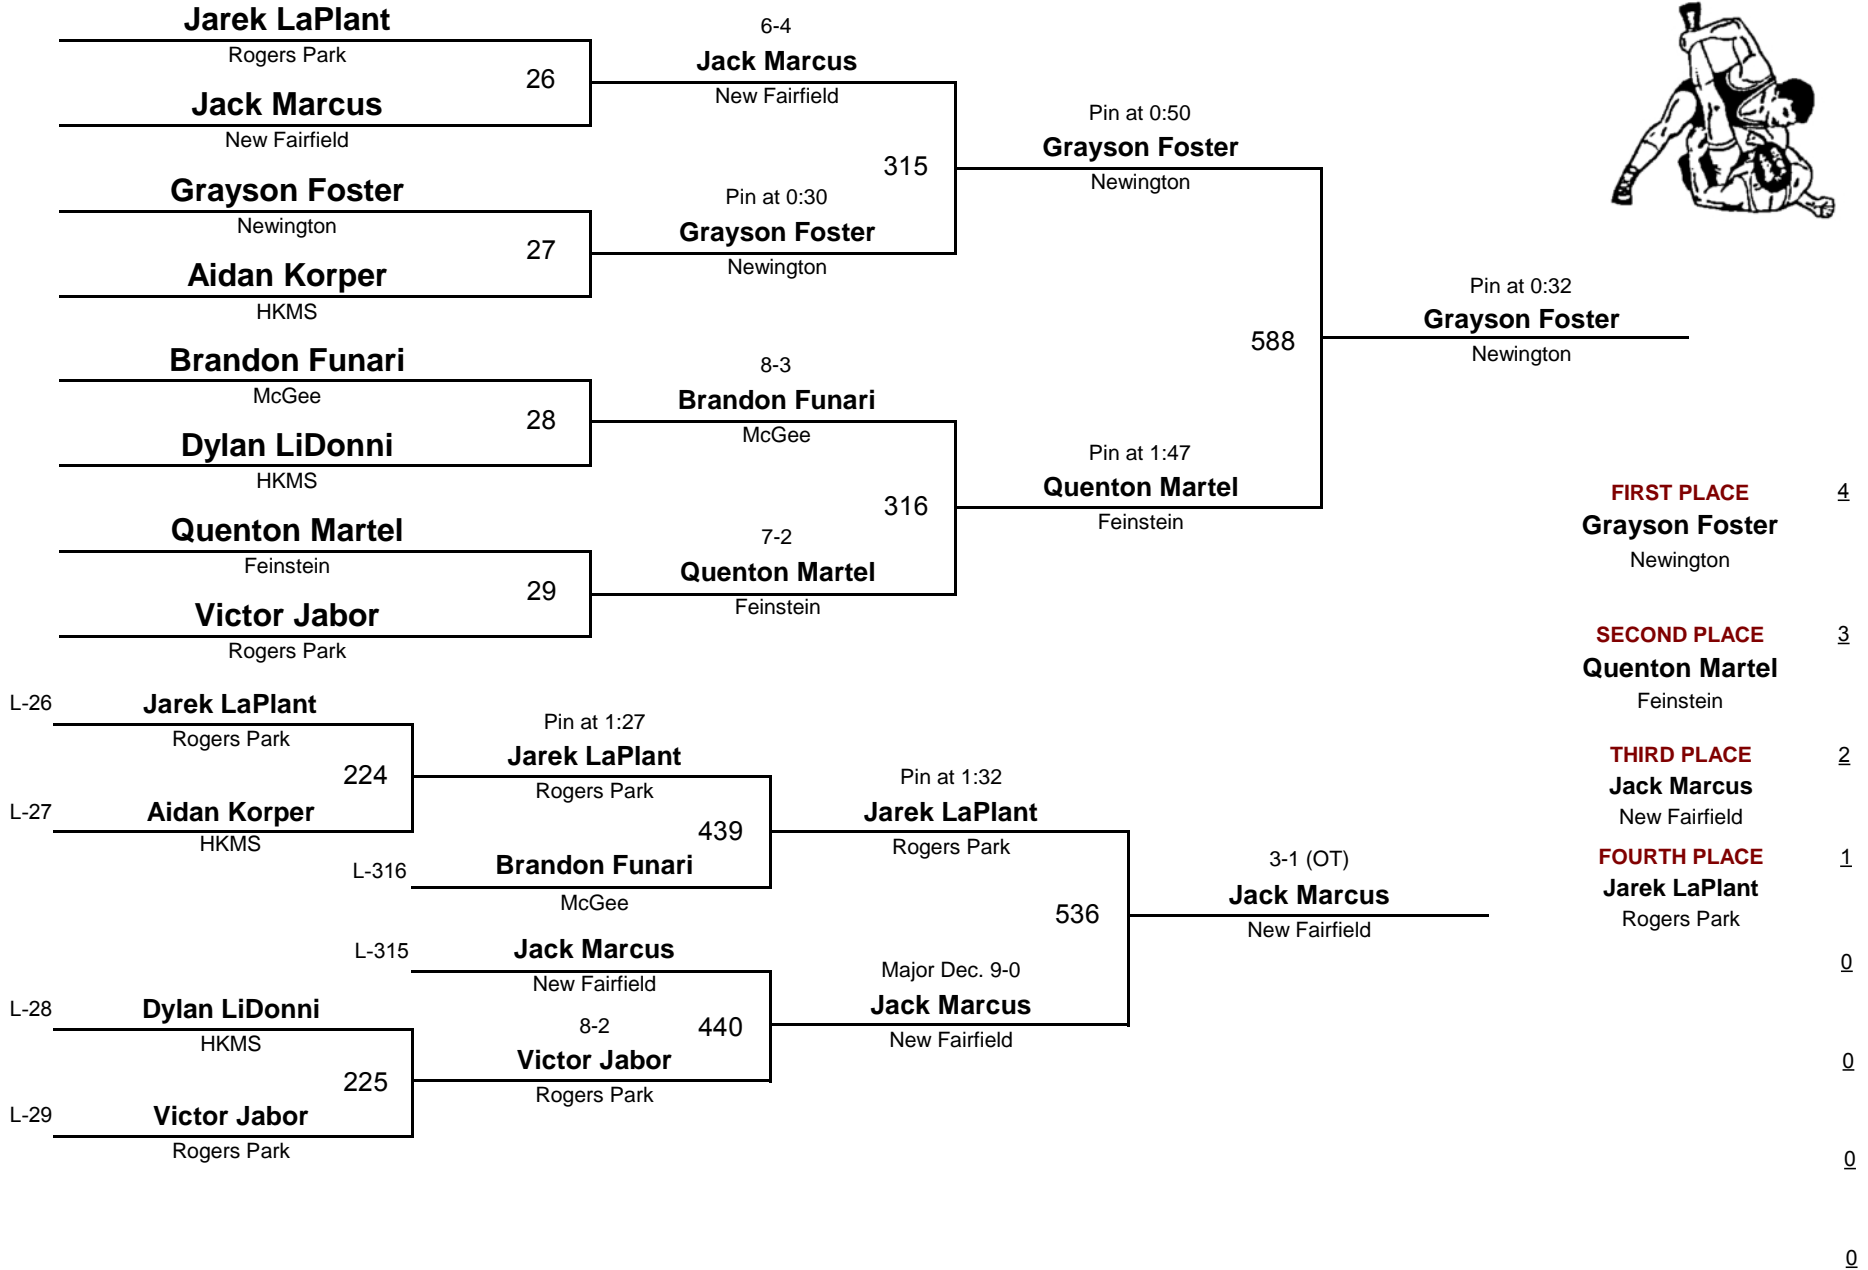 Jarek LaPlant
Rogers Park
26
Jack Marcus
New Fairfield
6-4
Jack Marcus
New Fairfield
Grayson Foster
Newington
27
Aidan Korper
HKMS
Pin at 0:30
Grayson Foster
Newington
315
Pin at 0:50
Grayson Foster
Newington
Brandon Funari
McGee
28
Dylan LiDonni
HKMS
8-3
Brandon Funari
McGee
Quenton Martel
Feinstein
29
Victor Jabor
Rogers Park
7-2
Quenton Martel
Feinstein
316
Pin at 1:47
Quenton Martel
Feinstein
588
Pin at 0:32
Grayson Foster
Newington
L-26
Jarek LaPlant
Rogers Park
224
L-27
Aidan Korper
HKMS
Pin at 1:27
Jarek LaPlant
Rogers Park
439
L-316
Brandon Funari
McGee
Pin at 1:32
Jarek LaPlant
Rogers Park
L-315
Jack Marcus
New Fairfield
L-28
Dylan LiDonni
HKMS
225
L-29
Victor Jabor
Rogers Park
8-2
Victor Jabor
Rogers Park
440
Major Dec. 9-0
Jack Marcus
New Fairfield
536
3-1 (OT)
Jack Marcus
New Fairfield
FIRST PLACE 4
Grayson Foster
Newington
SECOND PLACE 3
Quenton Martel
Feinstein
THIRD PLACE 2
Jack Marcus
New Fairfield
FOURTH PLACE 1
Jarek LaPlant
Rogers Park
0
0
0
0